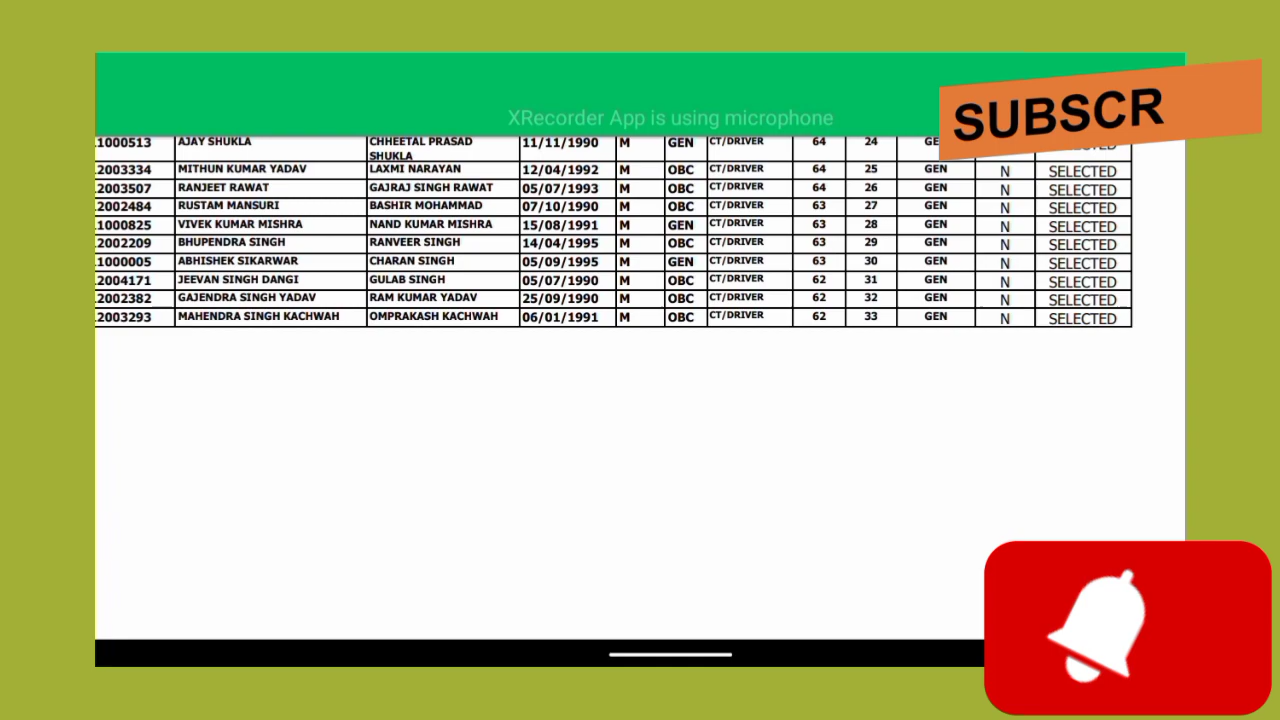 XRecorder App is using microphone
SUBSCR
.1000513 AJAY SHUKLA CHHEETAL PRASAD SHUKLA 11/11/1990 M GEN CT/DRIVER 64 24
.2003334 MITHUN KUMAR YADAV LAXMI NARAYAN 12/04/1992 M OBC CT/DRIVER 64 25 GEN N SELECTED
.2003507 RANJEET RAWAT GAJRAJ SINGH RAWAT 05/07/1993 M OBC CT/DRIVER 64 26 GEN N SELECTED
.2002484 RUSTAM MANSURI BASHIR MOHAMMAD 07/10/1990 M OBC CT/DRIVER 63 27 GEN N SELECTED
.1000825 VIVEK KUMAR MISHRA NAND KUMAR MISHRA 15/08/1991 M GEN CT/DRIVER 63 28 GEN N SELECTED
.2002209 BHUPENDRA SINGH RANVEER SINGH 14/04/1995 M OBC CT/DRIVER 63 29 GEN N SELECTED
.1000005 ABHISHEK SIKARWAR CHARAN SINGH 05/09/1995 M GEN CT/DRIVER 63 30 GEN N SELECTED
.2004171 JEEVAN SINGH DANGI GULAB SINGH 05/07/1990 M OBC CT/DRIVER 62 31 GEN N SELECTED
.2002382 GAJENDRA SINGH YADAV RAM KUMAR YADAV 25/09/1990 M OBC CT/DRIVER 62 32 GEN N SELECTED
.2003293 MAHENDRA SINGH KACHWAH OMPRAKASH KACHWAH 06/01/1991 M OBC CT/DRIVER 62 33 GEN N SELECTED